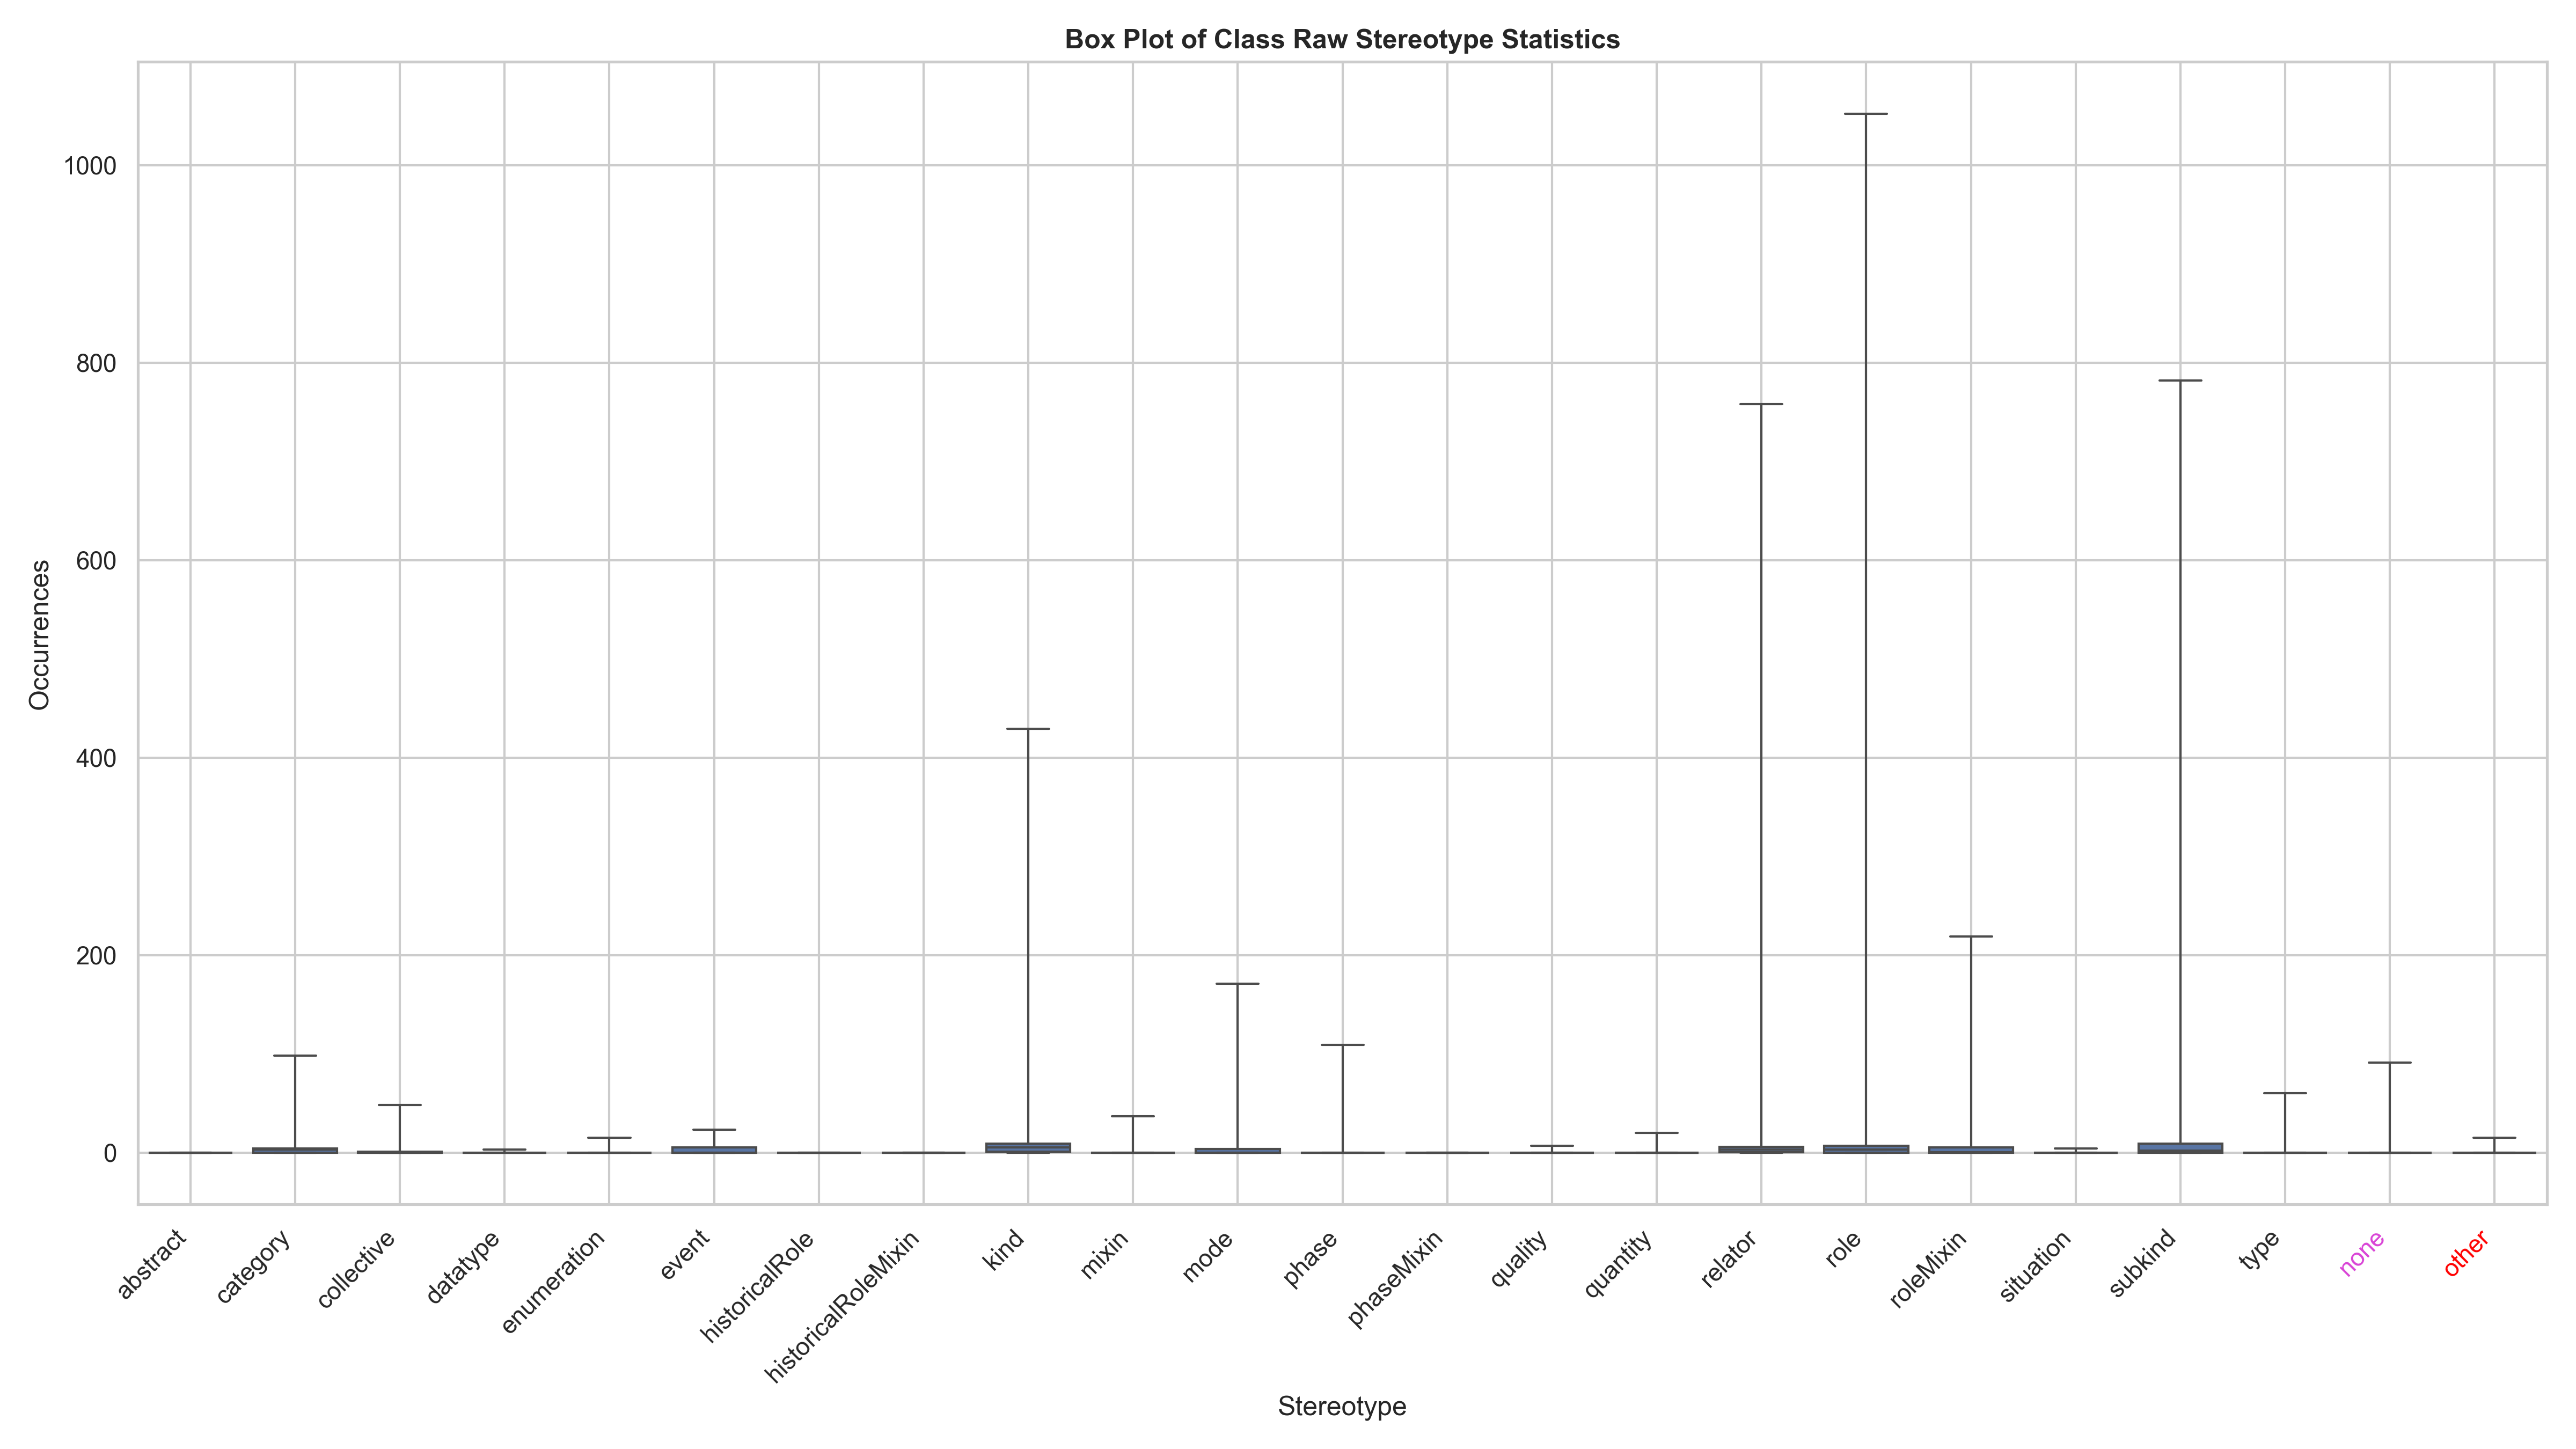 Box Plot of Class Raw Stereotype Statistics
1000
800
600
400
200
0
Occurrences
abstract
category
collective
datatype
enumeration
event
historicalRole
historicalRoleMixin
kind
mixin
mode
phase
phaseMixin
quality
quantity
relator
role
roleMixin
situation
subkind
type
none
other
Stereotype